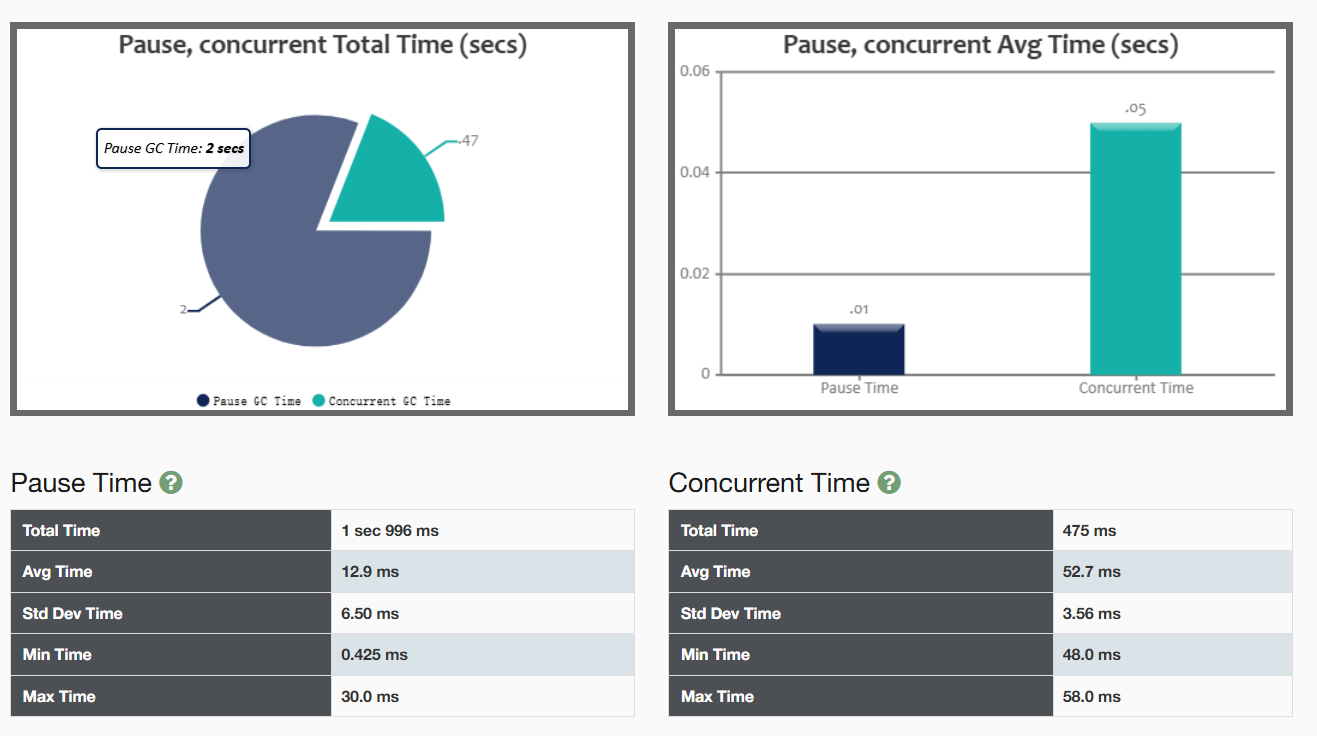 Pause, concurrent Total Time (secs)
Pause GC Time: 2 secs
.47
2
Pause GC Time Concurrent GC Time
Pause, concurrent Avg Time (secs)
0.06
.05
0.04
0.02
.01
0
Pause Time Concurrent Time
Pause Time ?
Total Time 1 sec 996 ms
Avg Time 12.9 ms
Std Dev Time 6.50 ms
Min Time 0.425 ms
Max Time 30.0 ms
Concurrent Time ?
Total Time 475 ms
Avg Time 52.7 ms
Std Dev Time 3.56 ms
Min Time 48.0 ms
Max Time 58.0 ms